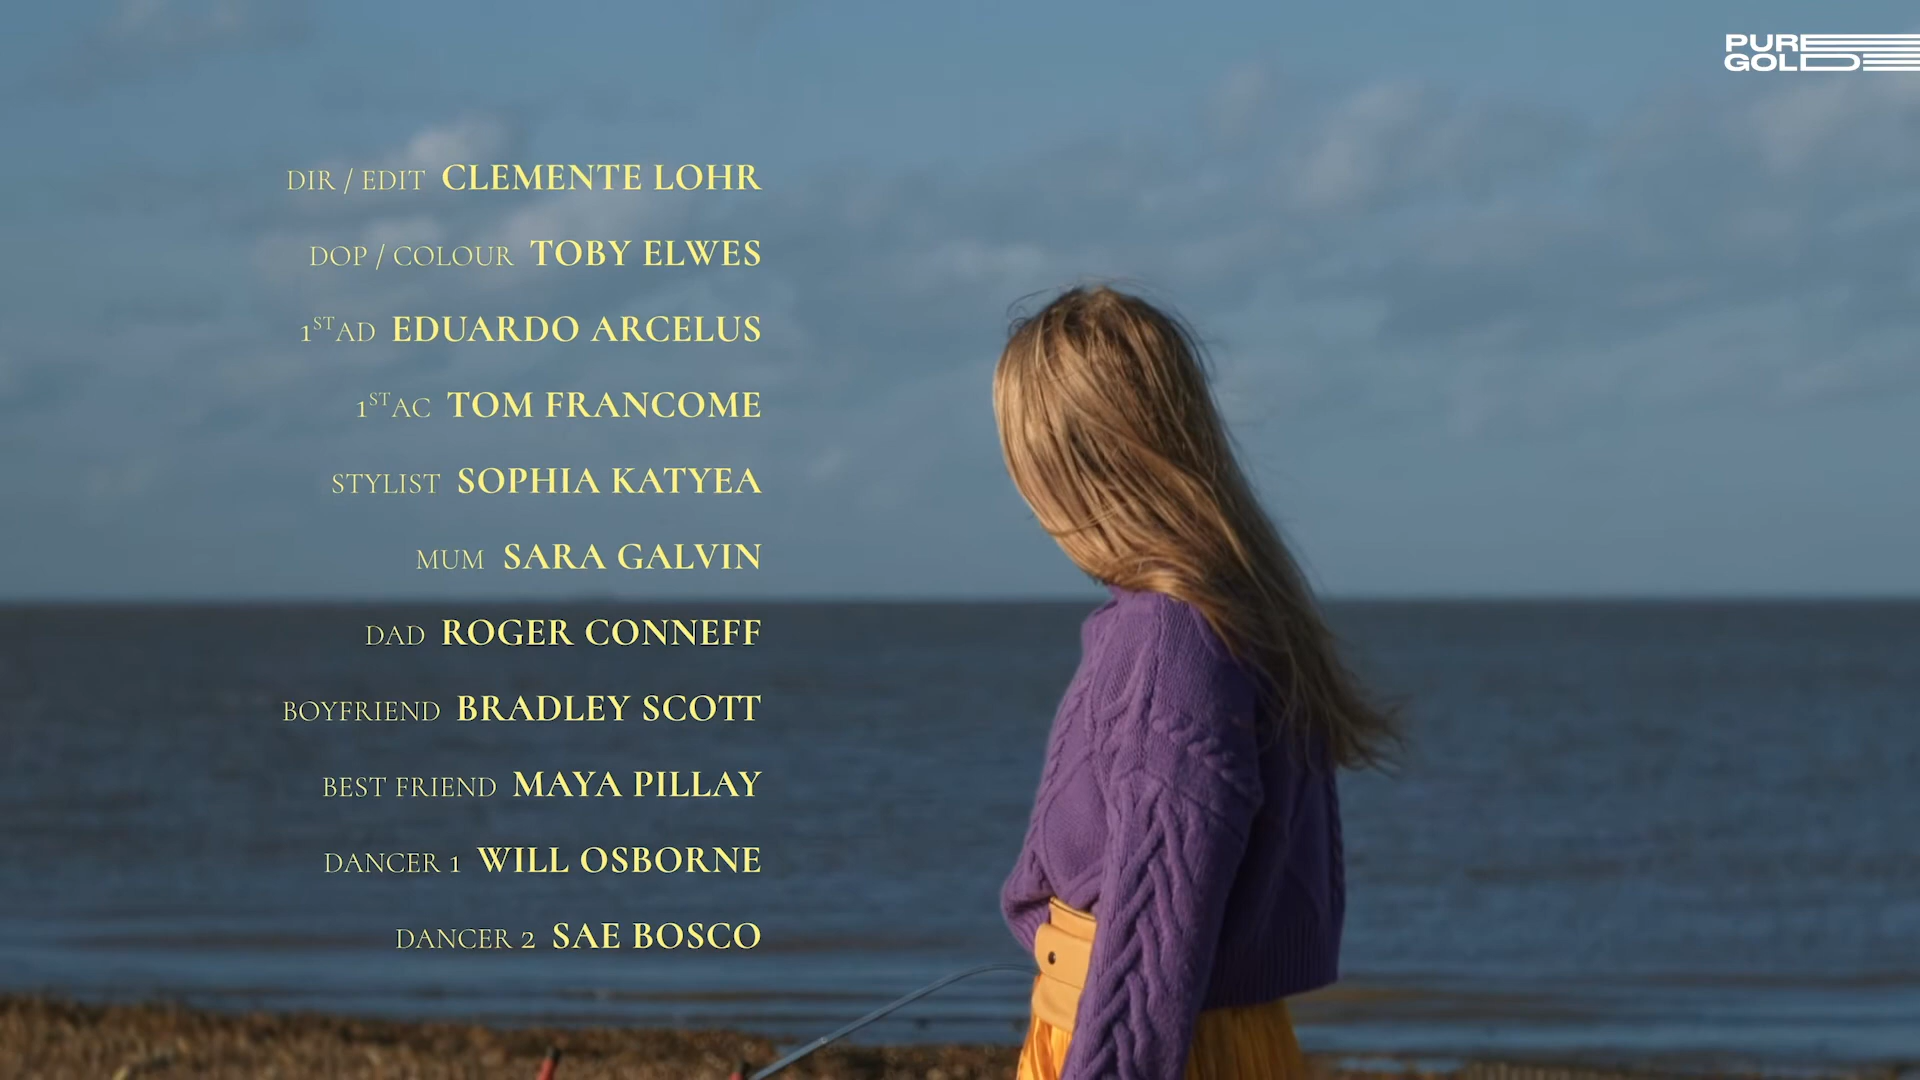 PURE
GOLD
DIR / EDIT CLEMENTE LOHR
DOP / COLOUR TOBY ELWES
1ST AD EDUARDO ARCELUS
1ST AC TOM FRANCOME
STYLIST SOPHIA KATYEA
MUM SARA GALVIN
DAD ROGER CONNEFF
BOYFRIEND BRADLEY SCOTT
BEST FRIEND MAYA PILLAY
DANCER 1 WILL OSBORNE
DANCER 2 SAE BOSCO